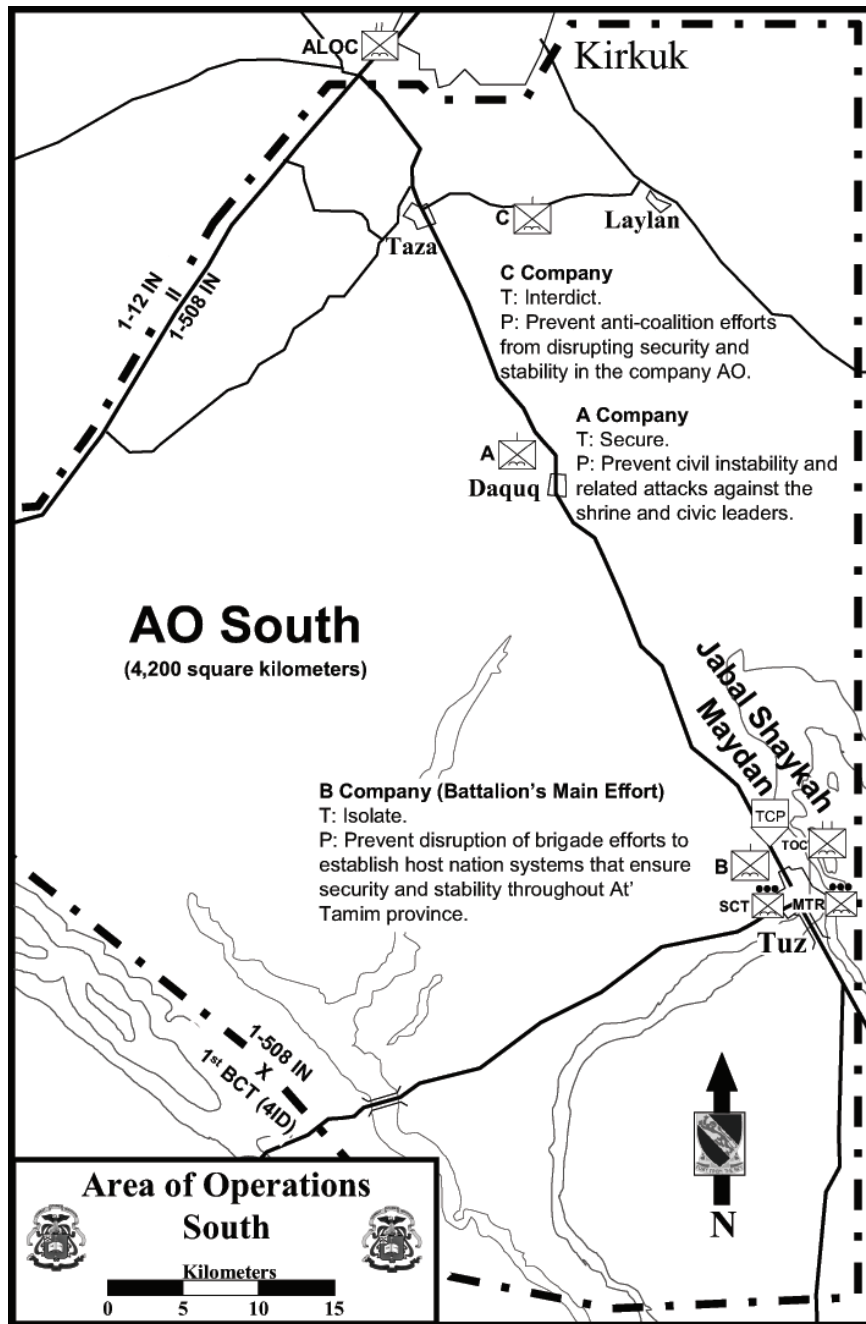 ALOC
Kirkuk
C
Laylan
Taza
1-12 IN
II
1-508 IN
C Company
T: Interdict.
P: Prevent anti-coalition efforts
from disrupting security and
stability in the company AO.
A Company
T: Secure.
P: Prevent civil instability and
related attacks against the
shrine and civic leaders.
A
Daquq
AO South
(4,200 square kilometers)
Jabal Shaykah
Maydan
B Company (Battalion's Main Effort)
T: Isolate.
P: Prevent disruption of brigade efforts to
establish host nation systems that ensure
security and stability throughout At'
Tamim province.
TCP
TOC
B
SCT
MTR
Tuz
1-508 IN
X
1st BCT (4ID)
N
Area of Operations
South
Kilometers
0 5 10 15